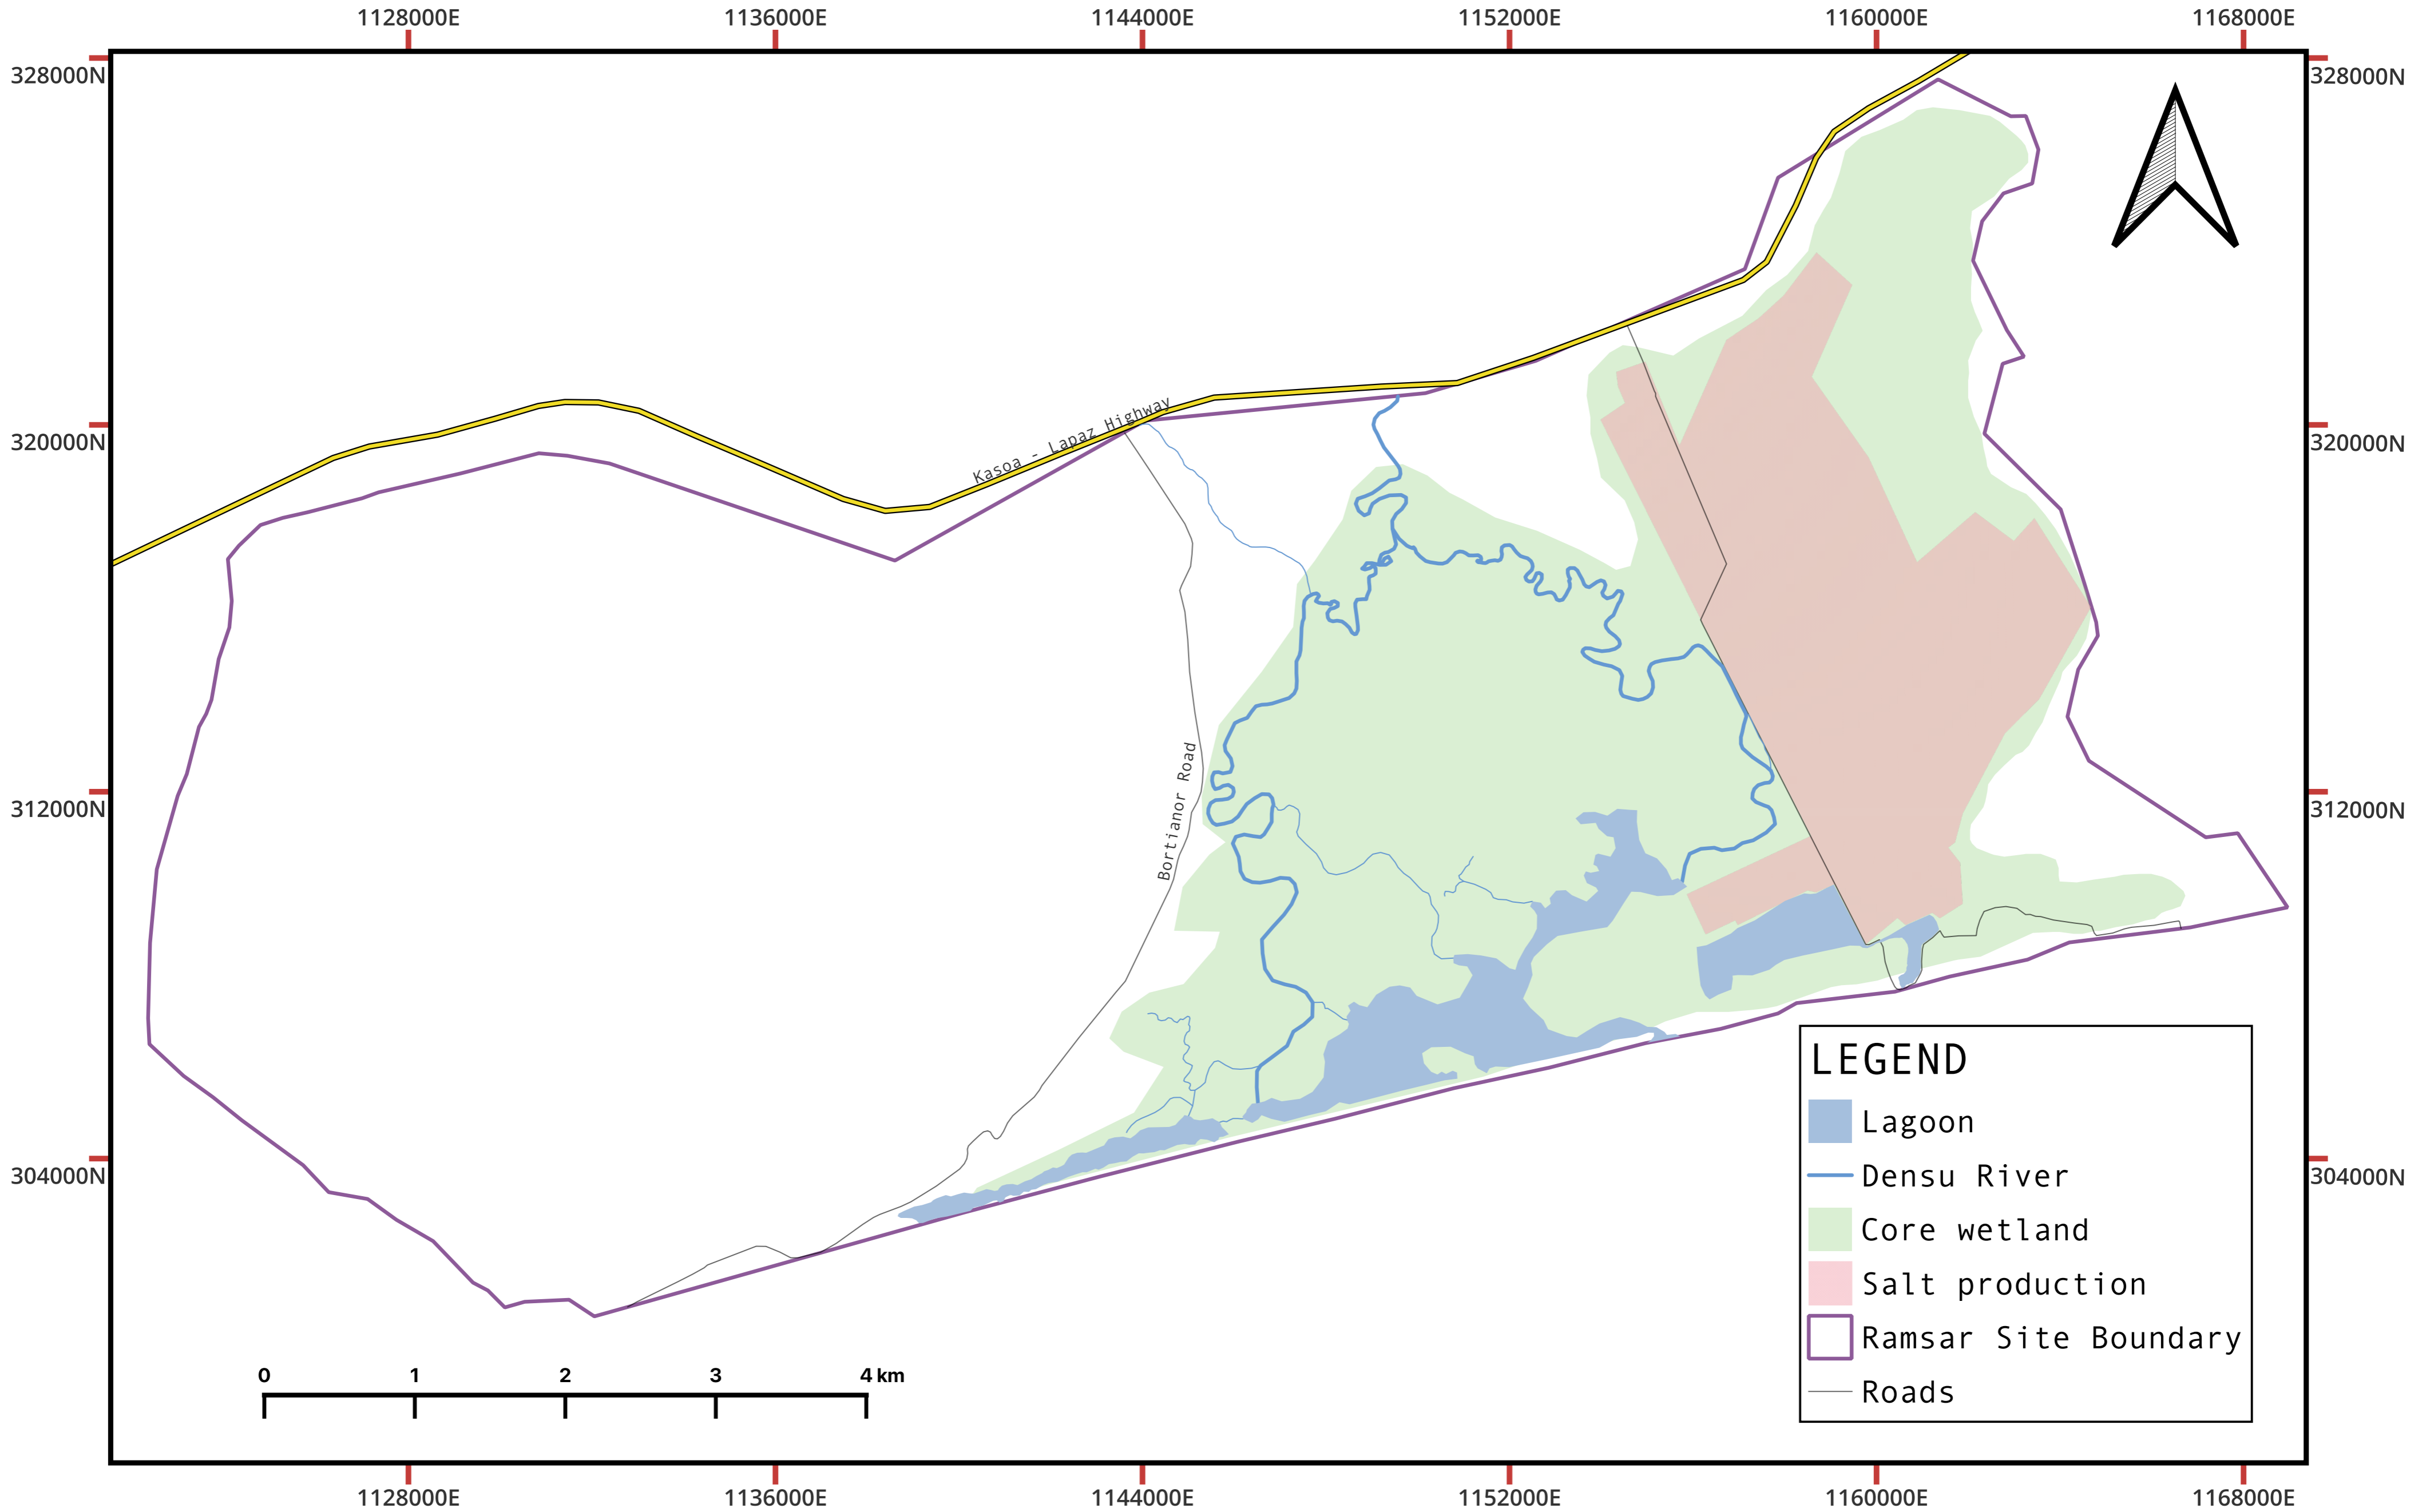 1128000E 1136000E 1144000E 1152000E 1160000E 1168000E
328000N 328000N
Kasoa - Lapaz Highway
320000N 320000N
Bortianor Road
312000N 312000N
LEGEND
Lagoon
Densu River
304000N 304000N
Core wetland
Salt production
Ramsar Site Boundary
Roads
0 1 2 3 4 km
1128000E 1136000E 1144000E 1152000E 1160000E 1168000E